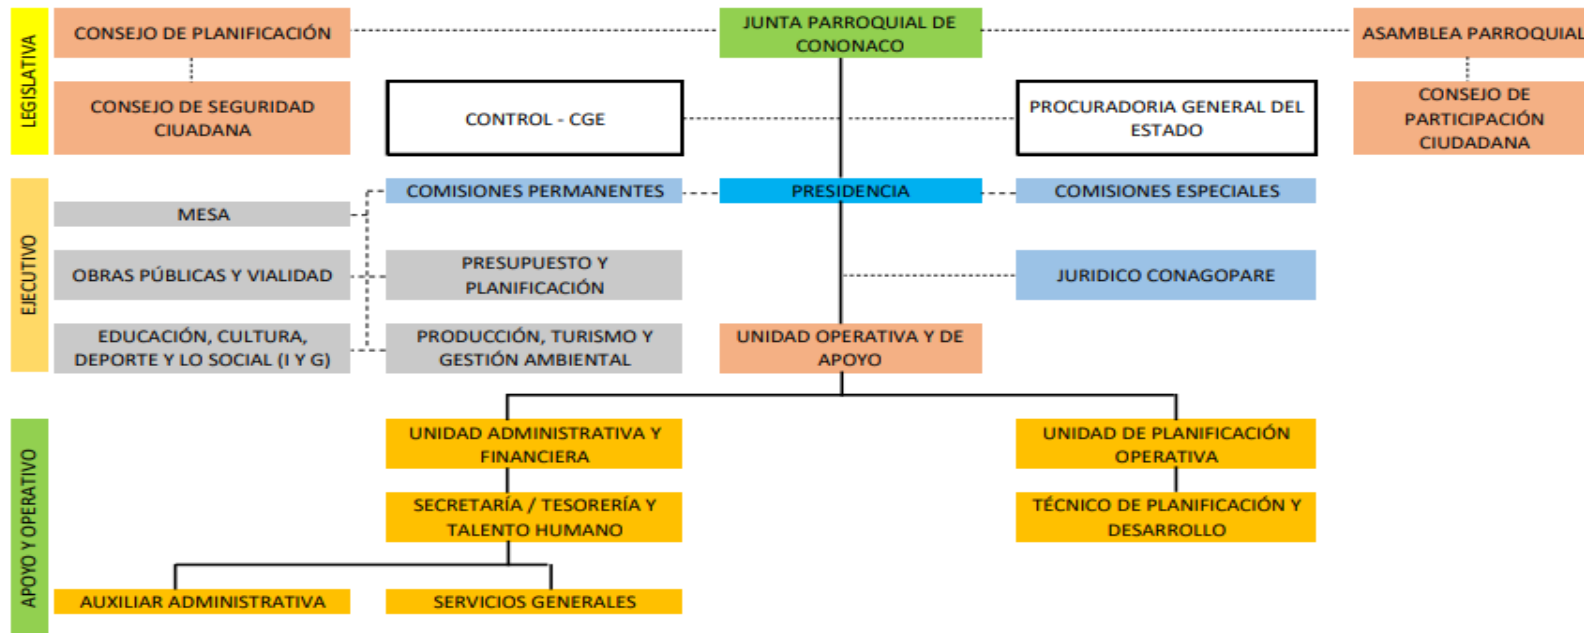 LEGISLATIVA
CONSEJO DE PLANIFICACIÓN
JUNTA PARROQUIAL DE
CONONACO
ASAMBLEA PARROQUIAL
CONSEJO DE SEGURIDAD
CIUADANA
CONTROL - CGE
PROCURADORIA GENERAL DEL
ESTADO
CONSEJO DE
PARTICIPACIÓN
CIUDADANA
EJECUTIVO
COMISIONES PERMANENTES
PRESIDENCIA
COMISIONES ESPECIALES
MESA
OBRAS PÚBLICAS Y VIALIDAD
PRESUPUESTO Y
PLANIFICACIÓN
JURIDICO CONAGOPARE
EDUCACIÓN, CULTURA,
DEPORTE Y LO SOCIAL (I Y G)
PRODUCCIÓN, TURISMO Y
GESTIÓN AMBIENTAL
UNIDAD OPERATIVA Y DE
APOYO
APOYO Y OPERATIVO
UNIDAD ADMINISTRATIVA Y
FINANCIERA
UNIDAD DE PLANIFICACIÓN
OPERATIVA
SECRETARÍA / TESORERÍA Y
TALENTO HUMANO
TÉCNICO DE PLANIFICACIÓN Y
DESARROLLO
AUXILIAR ADMINISTRATIVA
SERVICIOS GENERALES